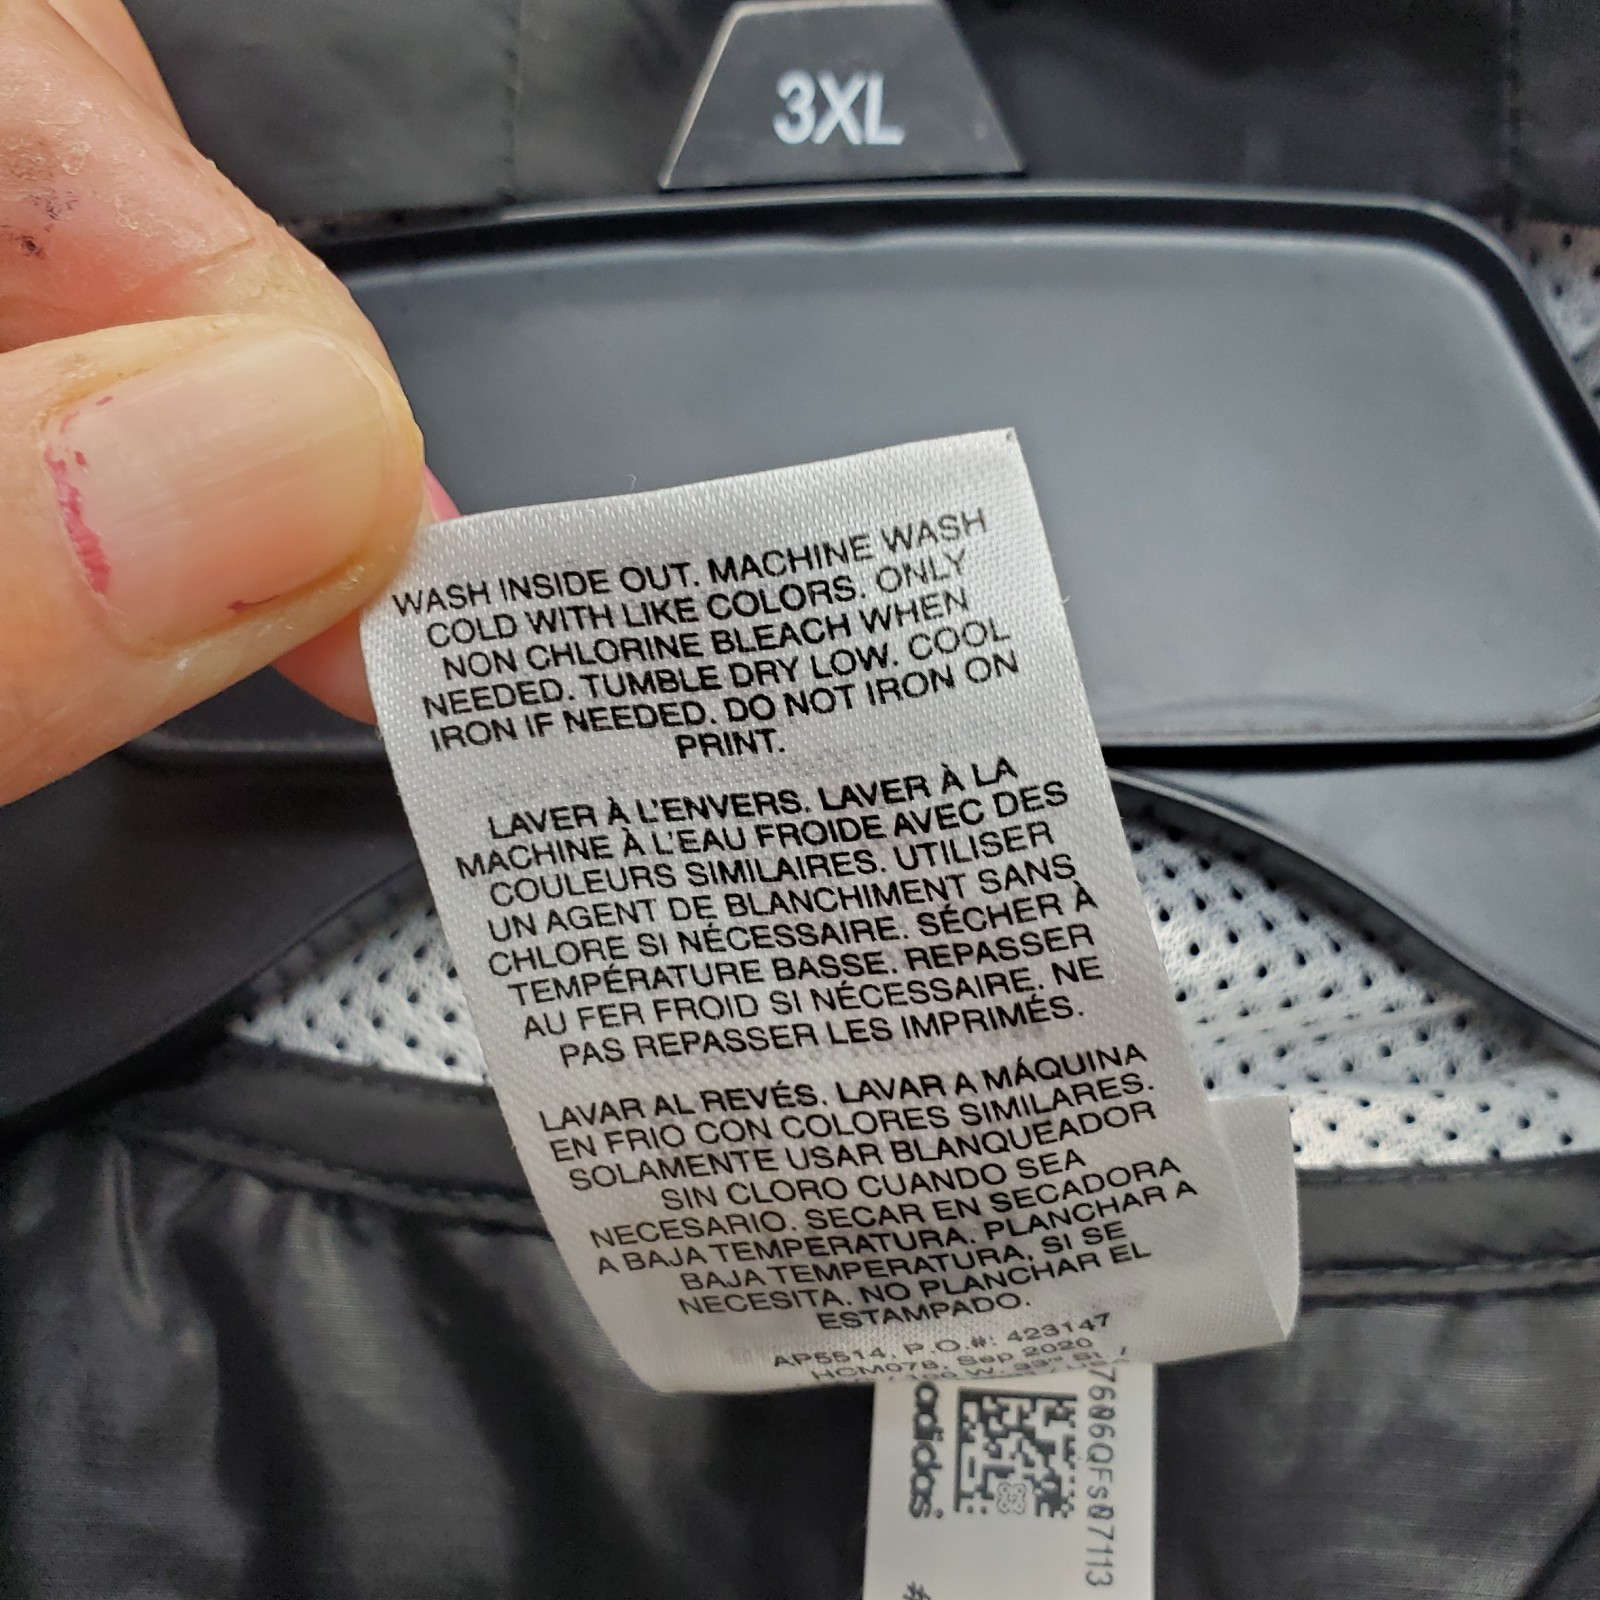 3XL
WASH INSIDE OUT. MACHINE WASH
COLD WITH LIKE COLORS. ONLY
NON CHLORINE BLEACH WHEN
NEEDED. TUMBLE DRY LOW. COOL
IRON IF NEEDED. DO NOT IRON ON
PRINT.
LAVER À L'ENVERS. LAVER À LA
MACHINE À L'EAU FROIDE AVEC DES
COULEURS SIMILAIRES. UTILISER
UN AGENT DE BLANCHIMENT SANS
CHLORE SI NÉCESSAIRE. SÉCHER À
TEMPÉRATURE BASSE. REPASSER
AU FER FROID SI NÉCESSAIRE. NE
PAS REPASSER LES IMPRIMÉS.
LAVAR AL REVÉS. LAVAR A MÁQUINA
EN FRIO CON COLORES SIMILARES.
SOLAMENTE USAR BLANQUEADOR
SIN CLORO CUANDO SEA
NECESARIO. SECAR EN SECADORA
A BAJA TEMPERATURA. PLANCHAR A
BAJA TEMPERATURA, SI SE
NECESITA. NO PLANCHAR EL
ESTAMPADO.
AP5514, P.O.#: 423147
HCM078, Sep 2020
adidas
7606QFs07113
#